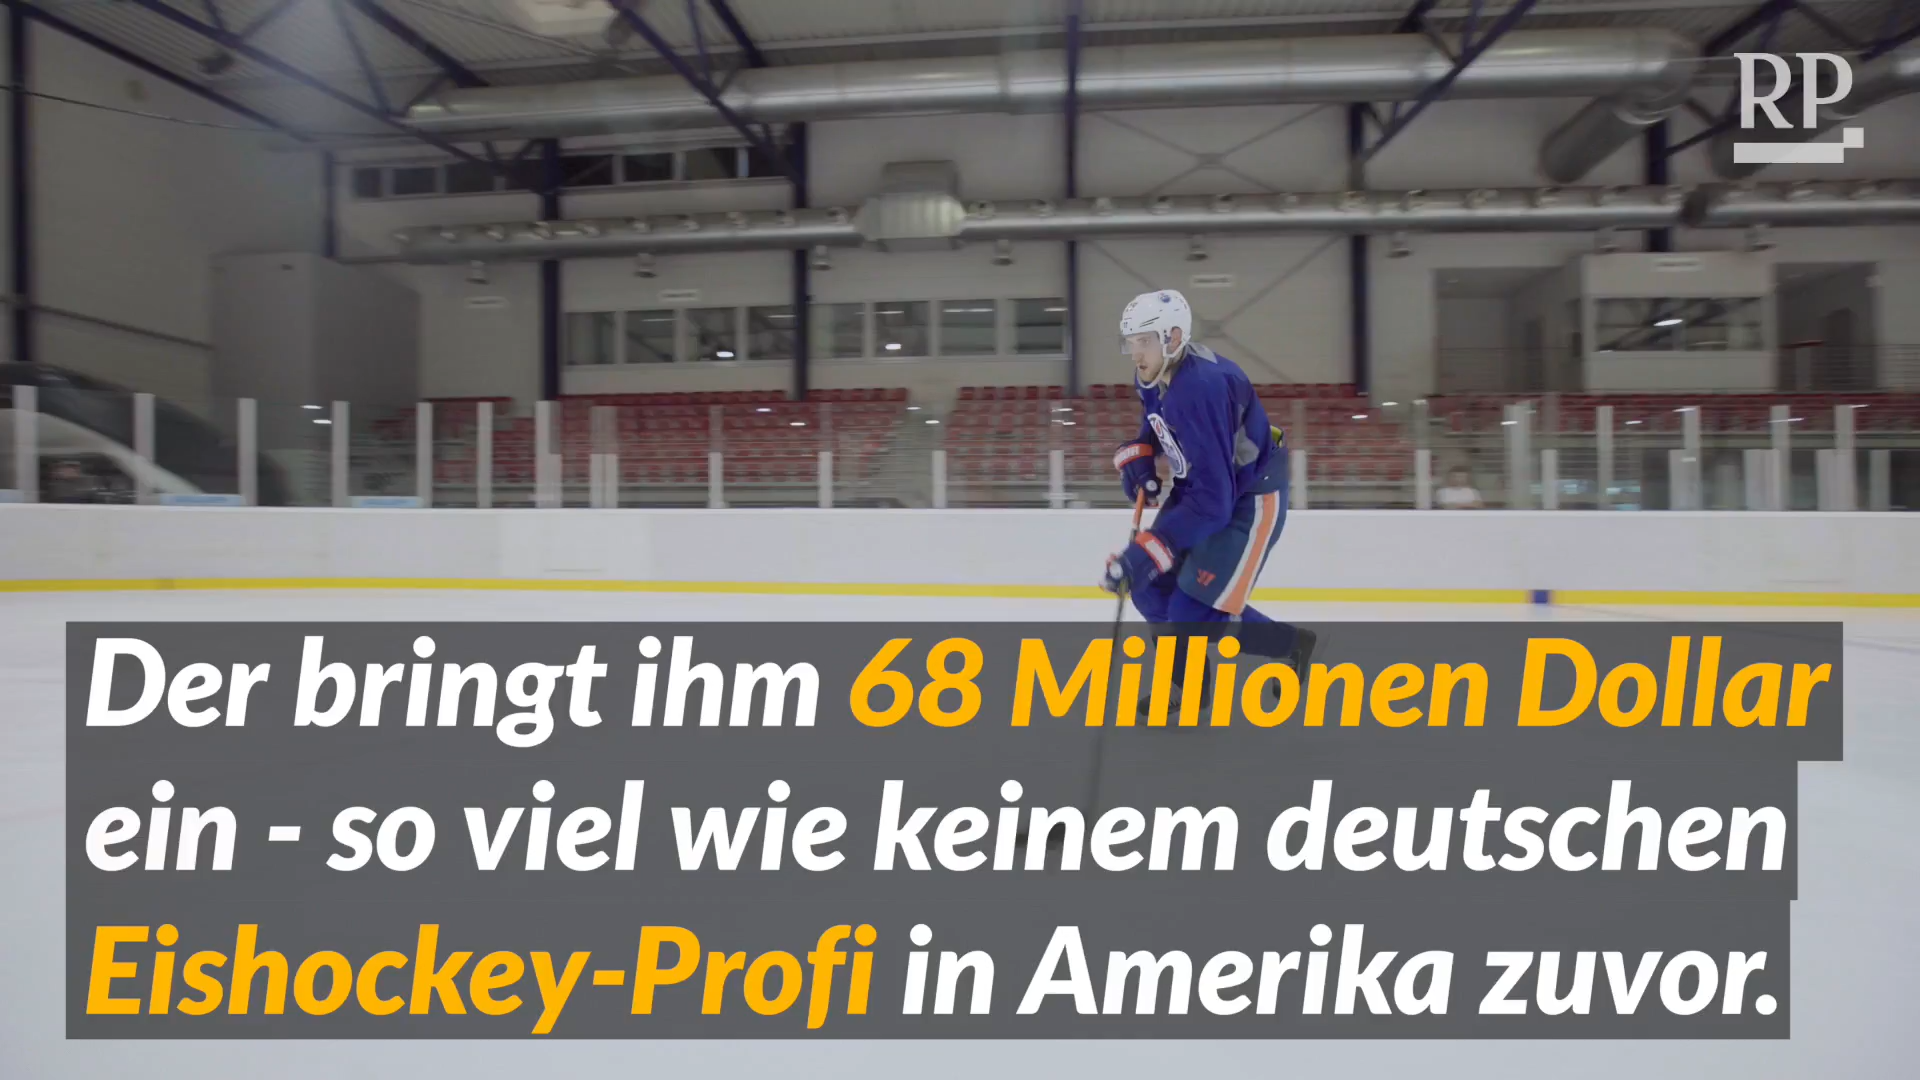 RP
Der bringt ihm 68 Millionen Dollar
ein - so viel wie keinem deutschen
Eishockey-Profi in Amerika zuvor.